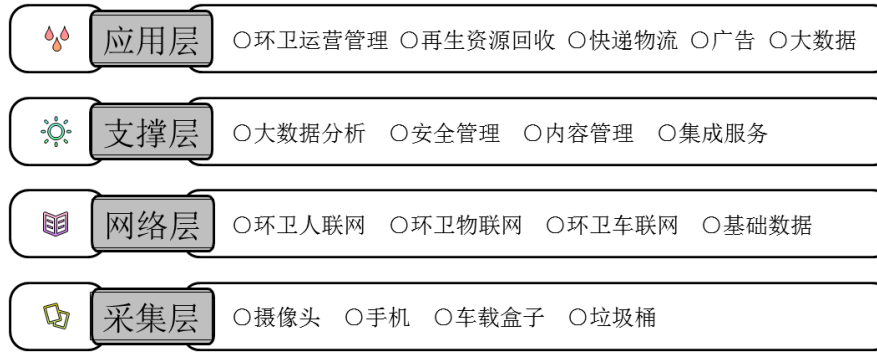 应用层 ○环卫运营管理 ○再生资源回收 ○快递物流 ○广告 ○大数据
支撑层 ○大数据分析 ○安全管理 ○内容管理 ○集成服务
网络层 ○环卫人联网 ○环卫物联网 ○环卫车联网 ○基础数据
采集层 ○摄像头 ○手机 ○车载盒子 ○垃圾桶